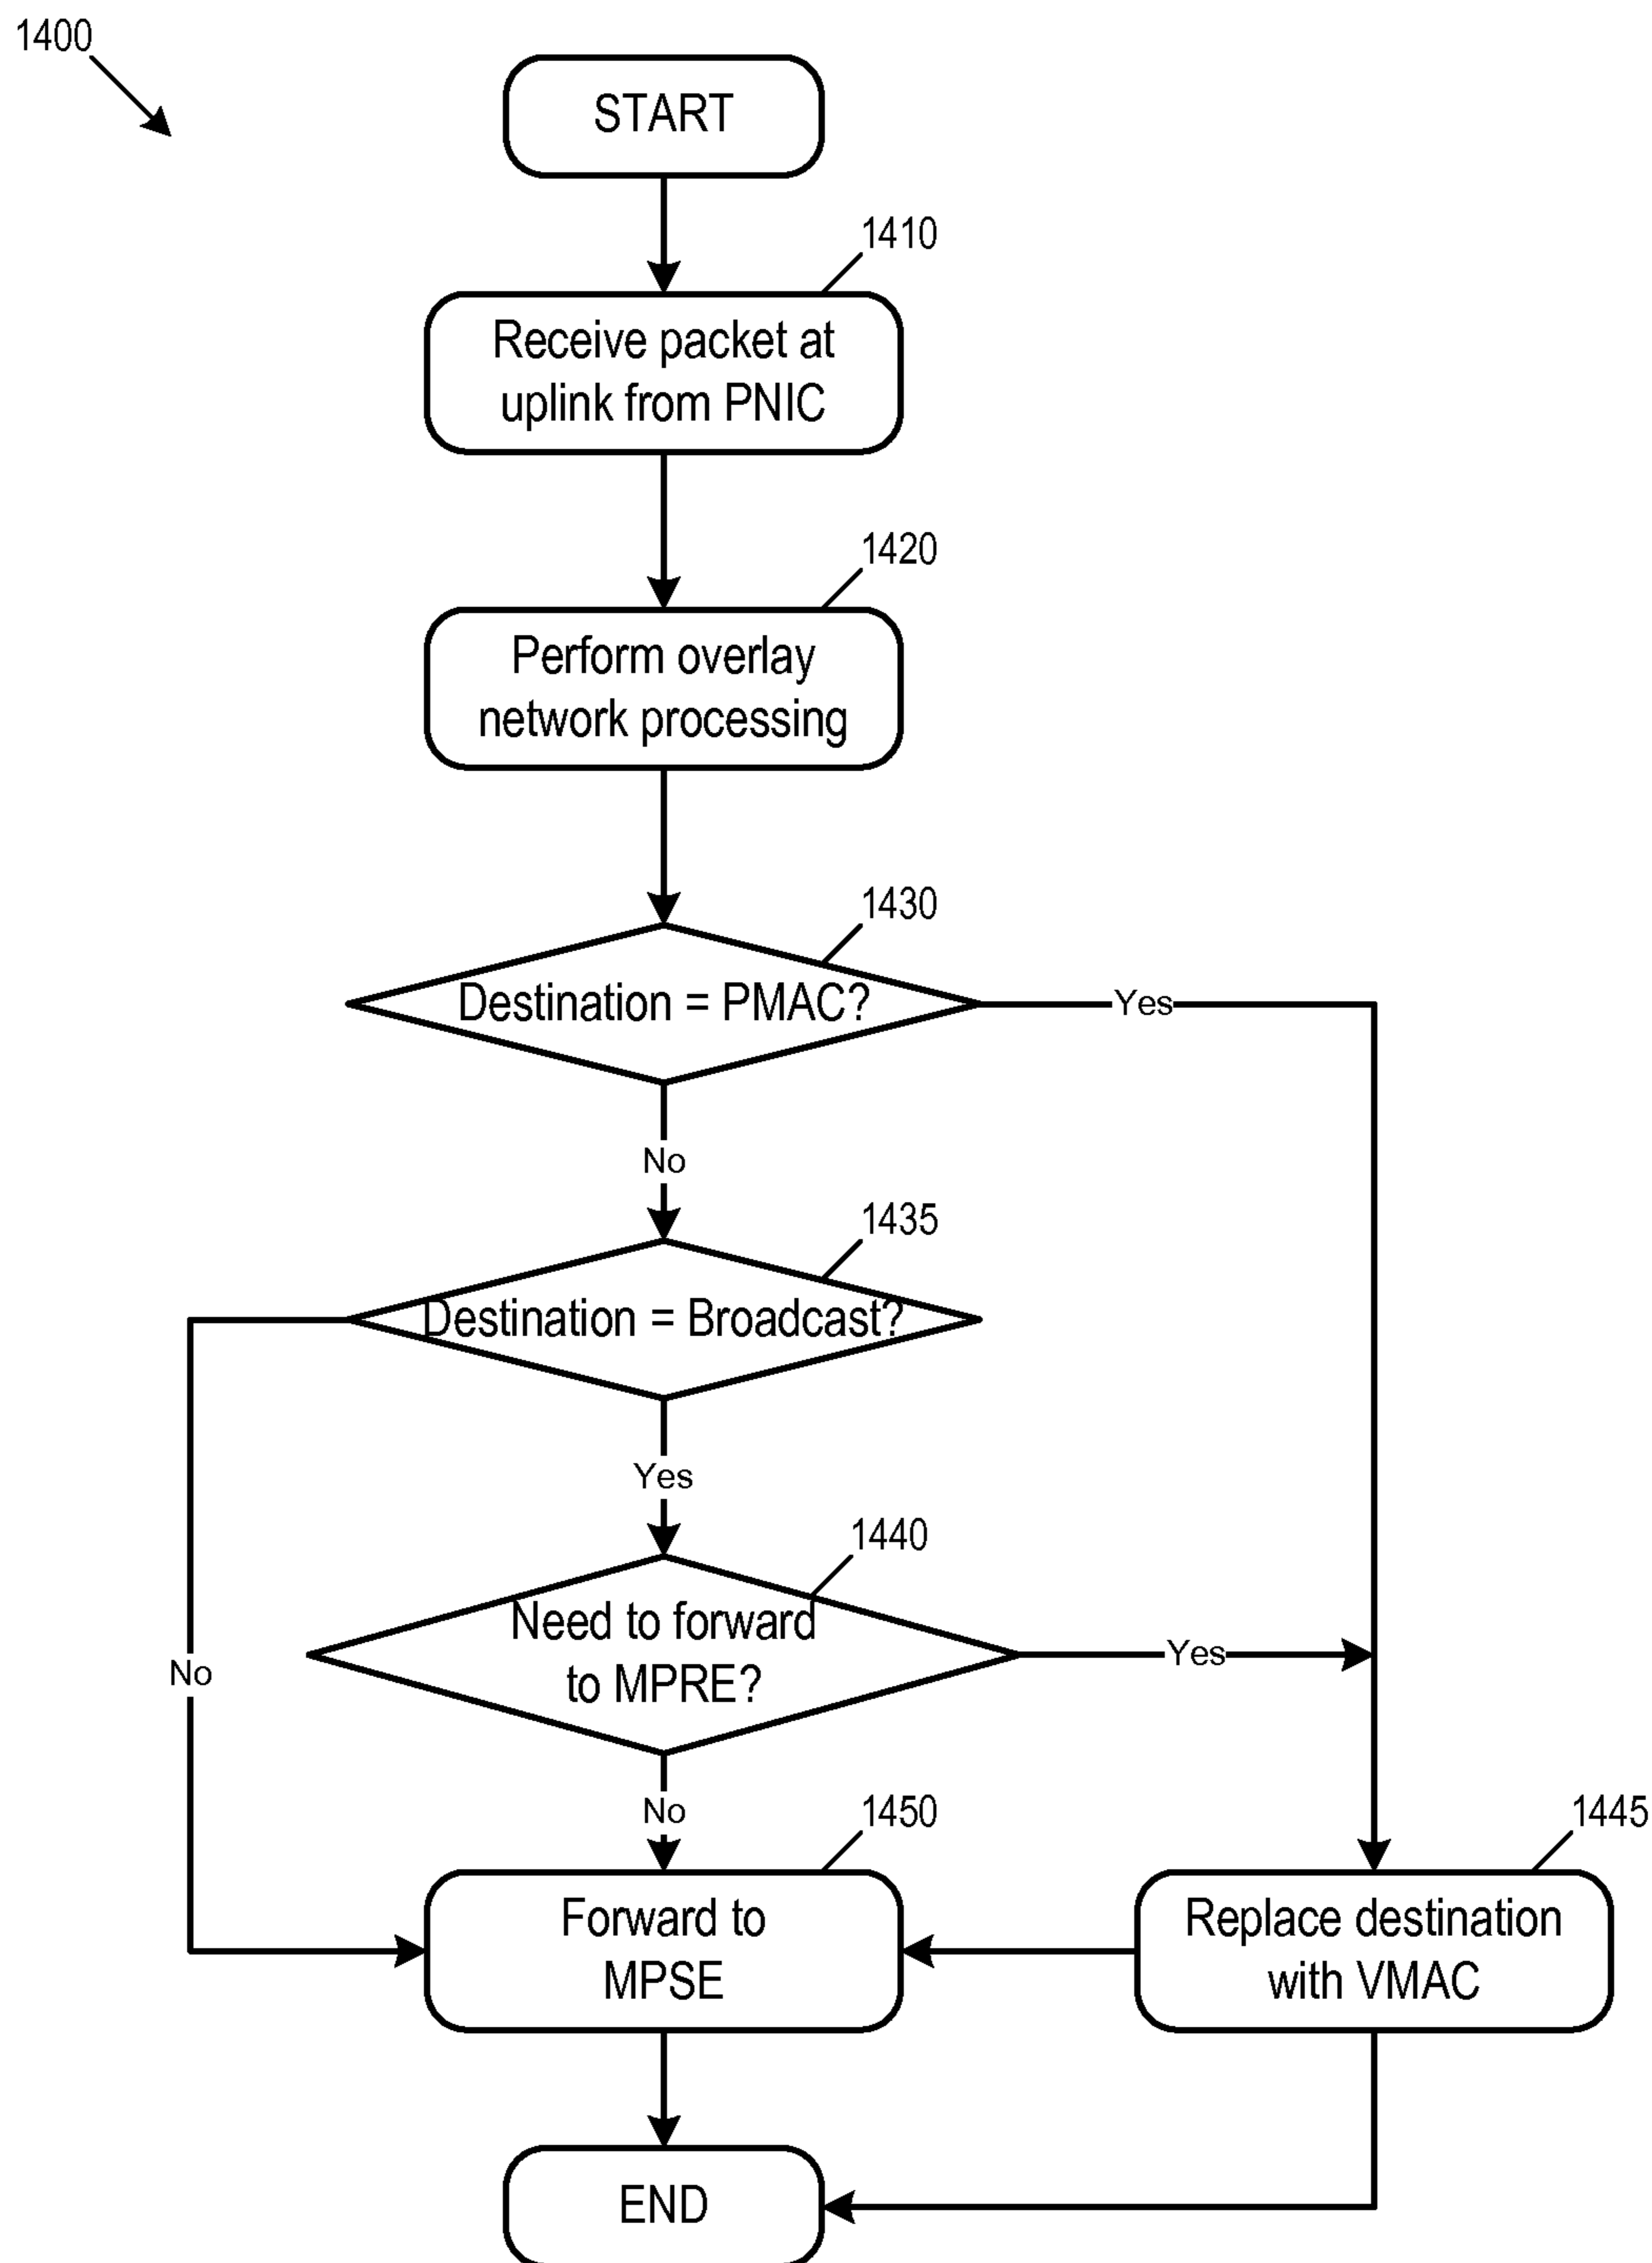 1400
START
1410
Receive packet at
uplink from PNIC
1420
Perform overlay
network processing
1430
Destination = PMAC?
Yes
No
1435
Destination = Broadcast?
Yes
No
1440
Need to forward
to MPRE?
Yes
No
1450
Forward to
MPSE
1445
Replace destination
with VMAC
END